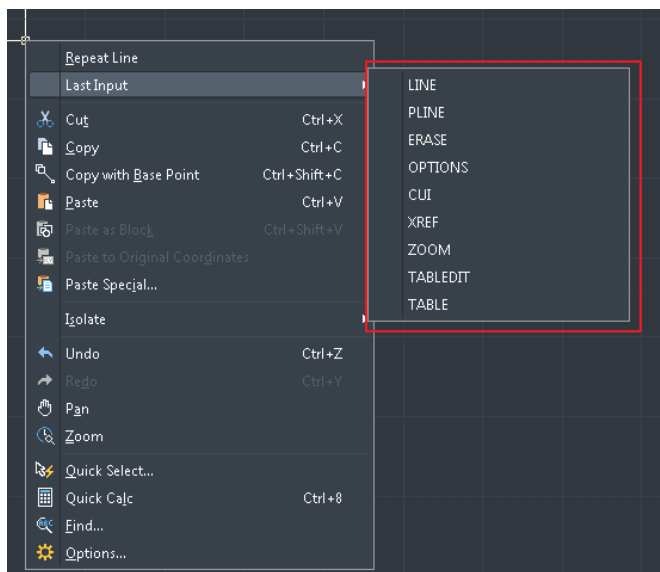 Repeat Line
Last Input
Cut Ctrl+X
Copy Ctrl+C
Copy with Base Point Ctrl+Shift+C
Paste Ctrl+V
Paste as Block Ctrl+Shift+V
Paste to Original Coordinates
Paste Special...
Isolate
Undo Ctrl+Z
Redo Ctrl+Y
Pan
Zoom
Quick Select...
Quick Calc Ctrl+8
Find...
Options...
LINE
PLINE
ERASE
OPTIONS
CUI
XREF
ZOOM
TABLEDIT
TABLE